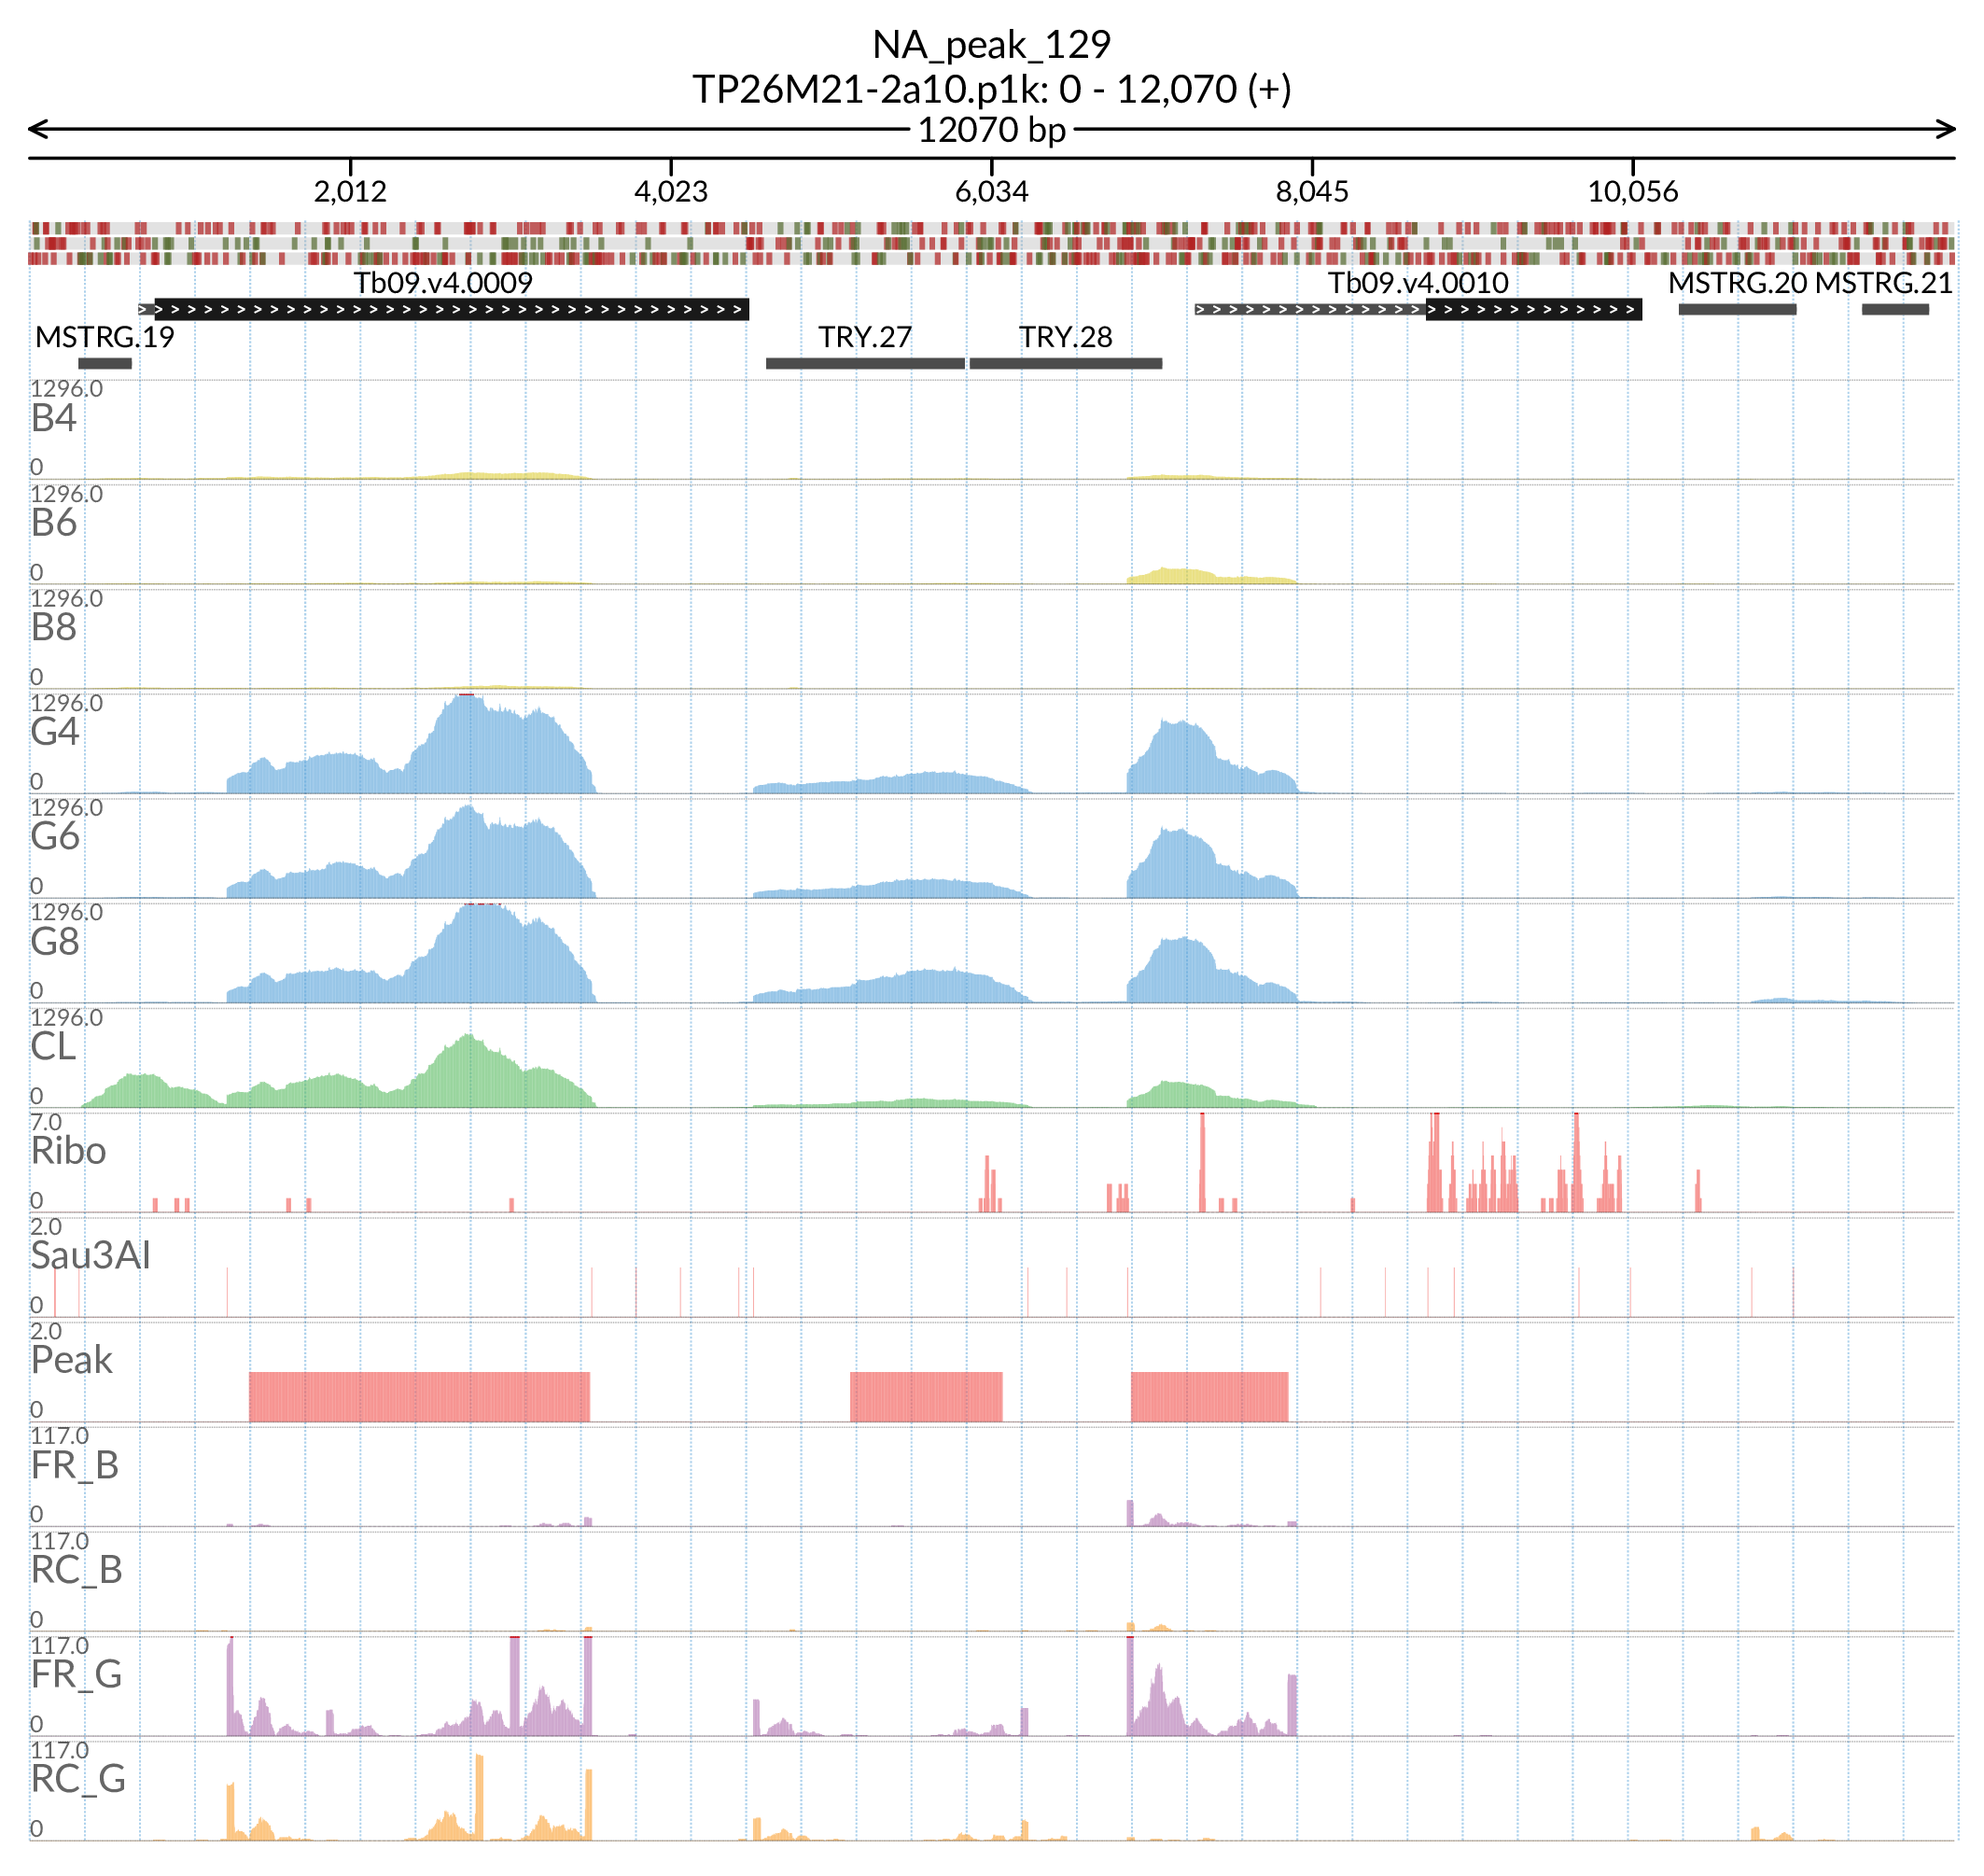 NA_peak_129
TP26M21-2a10.p1k: 0 - 12,070 (+)
12070 bp
2,012 4,023 6,034 8,045 10,056
Tb09.v4.0009 Tb09.v4.0010 MSTRG.20 MSTRG.21
MSTRG.19 TRY.27 TRY.28
1296.0
B4
0
1296.0
B6
0
1296.0
B8
0
1296.0
G4
0
1296.0
G6
0
1296.0
G8
0
1296.0
CL
0
7.0
Ribo
0
2.0
Sau3AI
0
2.0
Peak
0
117.0
FR_B
0
117.0
RC_B
0
117.0
FR_G
0
117.0
RC_G
0